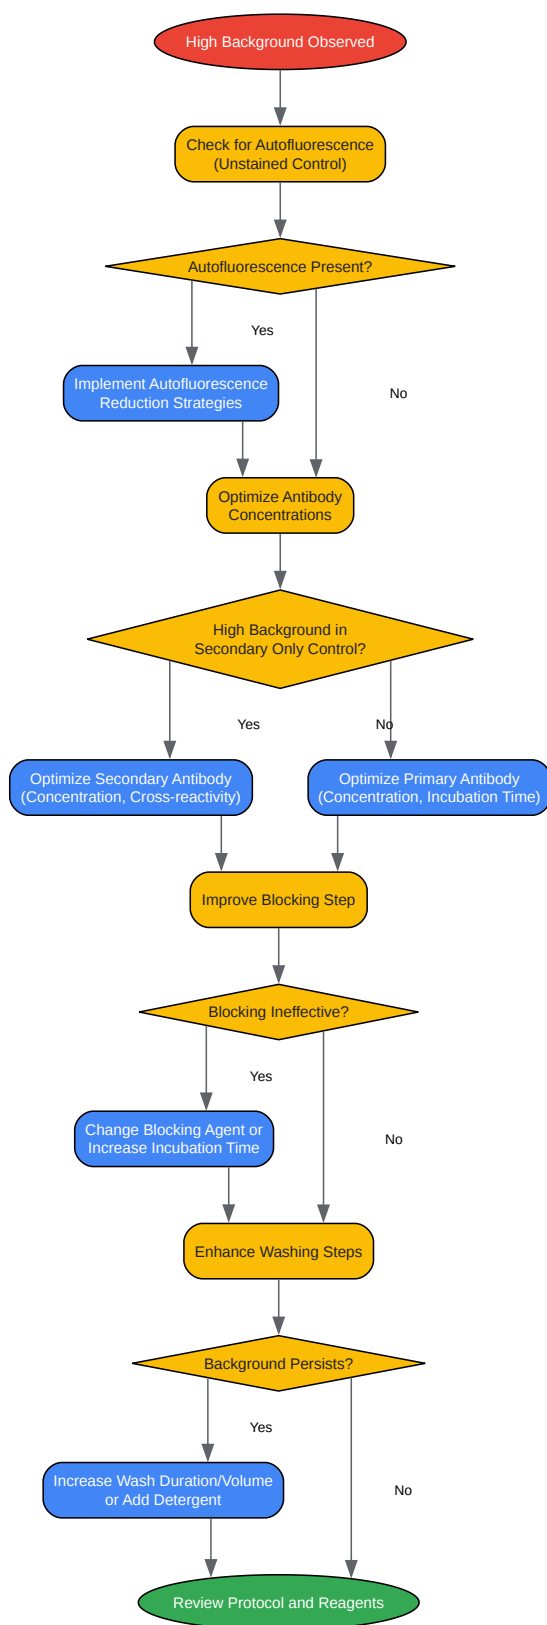 High Background Observed
Check for Autofluorescence
(Unstained Control)
Autofluorescence Present?
Yes
Implement Autofluorescence
Reduction Strategies
No
Optimize Antibody
Concentrations
High Background in
Secondary Only Control?
Yes
No
Optimize Secondary Antibody
(Concentration, Cross-reactivity)
Optimize Primary Antibody
(Concentration, Incubation Time)
Improve Blocking Step
Blocking Ineffective?
Yes
Change Blocking Agent or
Increase Incubation Time
No
Enhance Washing Steps
Background Persists?
Yes
Increase Wash Duration/Volume
or Add Detergent
No
Review Protocol and Reagents